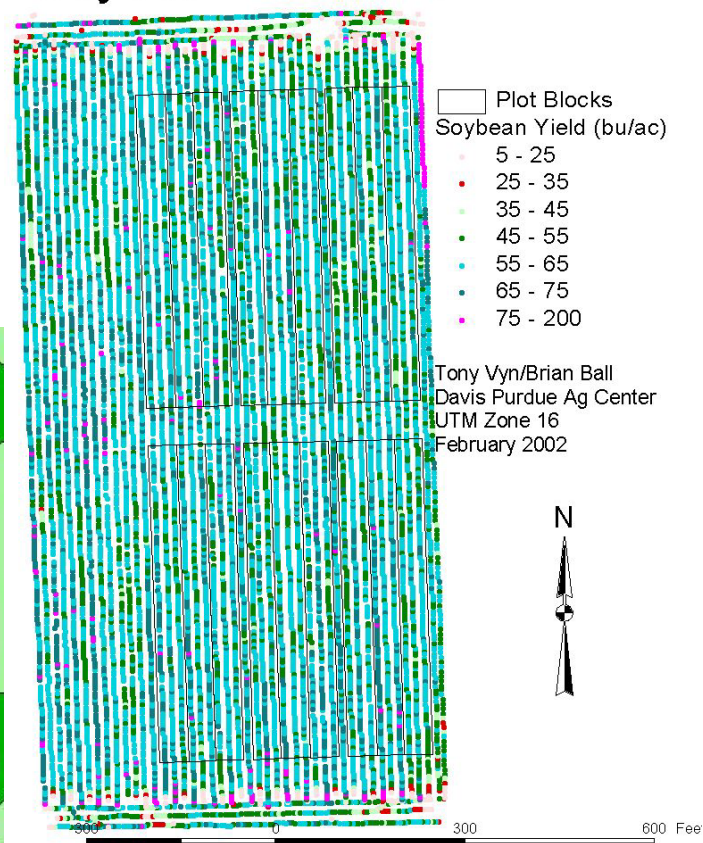 Plot Blocks
Soybean Yield (bu/ac)
5 - 25
25 - 35
35 - 45
45 - 55
55 - 65
65 - 75
75 - 200
Tony Vyn/Brian Ball
Davis Purdue Ag Center
UTM Zone 16
February 2002
N
300 0 300 600 Feet